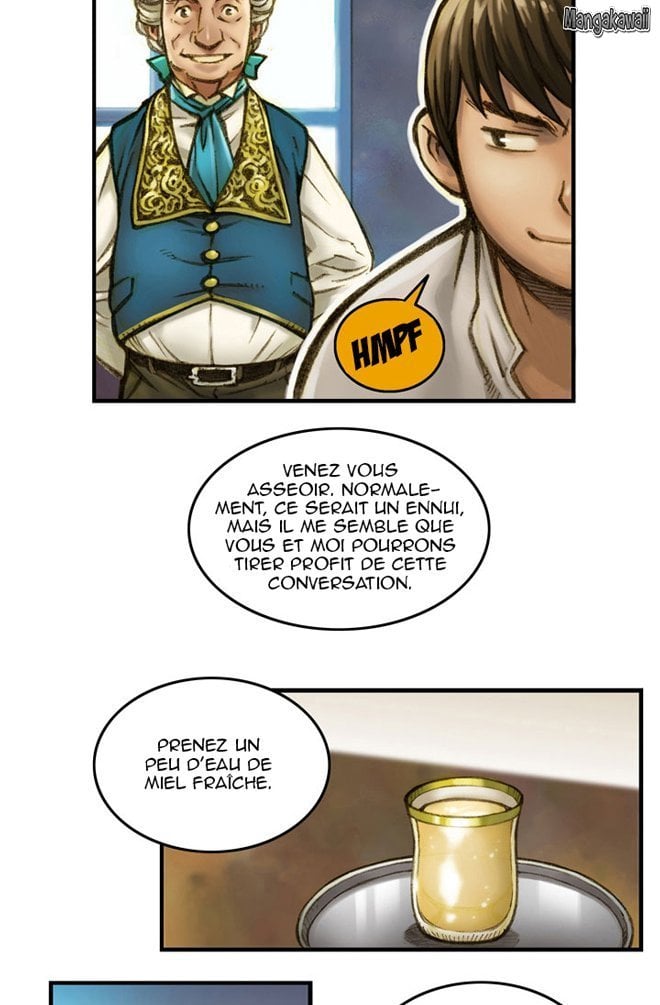 Mangakawaii
HMPF
VENEZ VOUS
ASSEOIR. NORMALE-
MENT, CE SERAIT UN ENNUI,
MAIS IL ME SEMBLE QUE
VOUS ET MOI POURRONS
TIRER PROFIT DE CETTE
CONVERSATION.
PRENEZ UN
PEU D'EAU DE
MIEL FRAÎCHE.